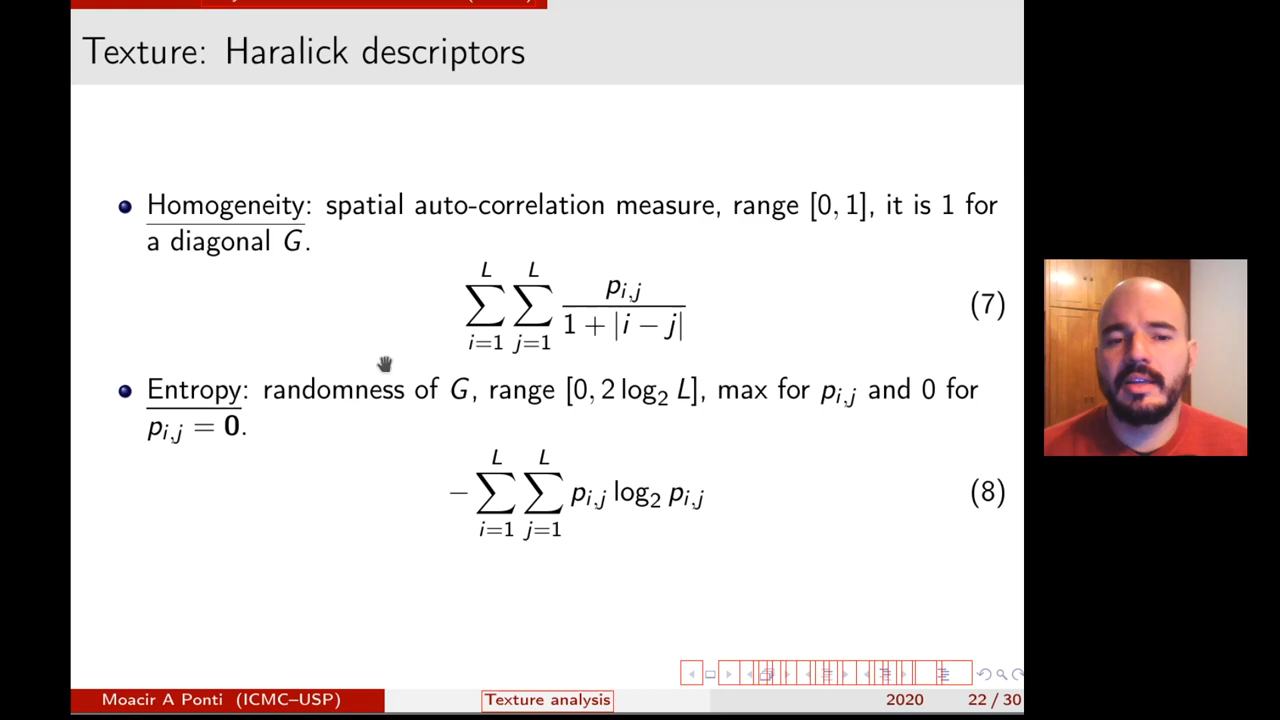 Texture: Haralick descriptors
Homogeneity: spatial auto-correlation measure, range [0, 1], it is 1 for
a diagonal G.
∑_{i=1}^{L} ∑_{j=1}^{L} p_{i,j} / (1 + |i − j|) (7)
Entropy: randomness of G, range [0, 2 log₂ L], max for p_{i,j} and 0 for
p_{i,j} = 0.
− ∑_{i=1}^{L} ∑_{j=1}^{L} p_{i,j} log₂ p_{i,j} (8)
Moacir A Ponti (ICMC–USP) Texture analysis 2020 22 / 30